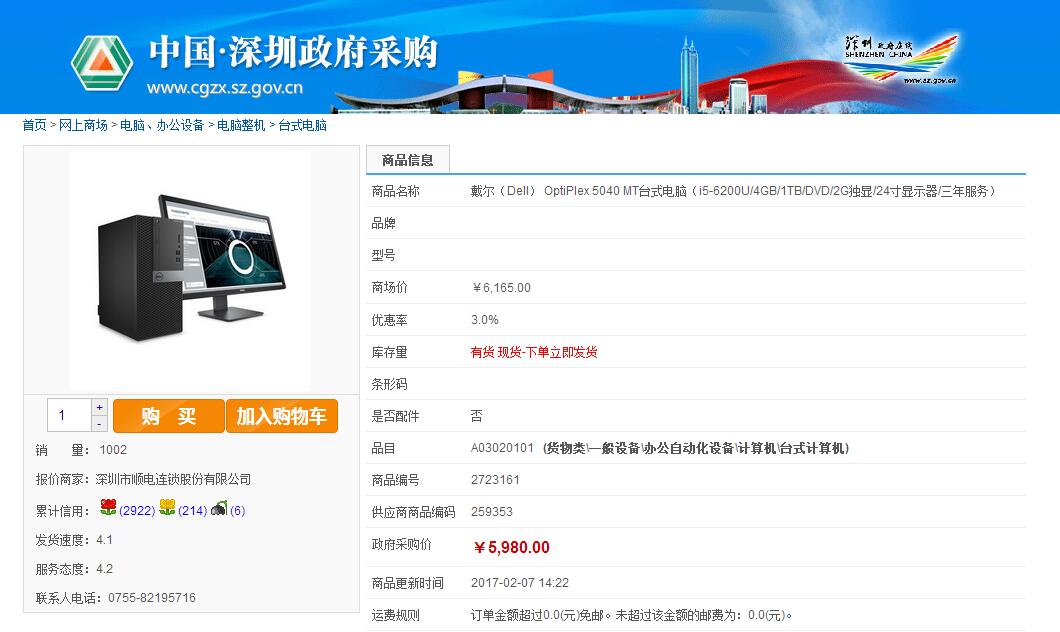 中国·深圳政府采购
www.cgzx.sz.gov.cn
深圳政府在线
SHENZHEN CHINA
www.sz.gov.cn
首页 > 网上商场 > 电脑、办公设备 > 电脑整机 > 台式电脑
商品信息
商品名称 戴尔（Dell） OptiPlex 5040 MT台式电脑（i5-6200U/4GB/1TB/DVD/2G独显/24寸显示器/三年服务）
品牌
型号
商场价 ￥6,165.00
优惠率 3.0%
库存量 有货 现货-下单立即发货
条形码
是否配件 否
品目 A03020101 (货物类\一般设备\办公自动化设备\计算机\台式计算机)
商品编号 2723161
供应商商品编码 259353
政府采购价 ￥5,980.00
商品更新时间 2017-02-07 14:22
运费规则 订单金额超过0.0(元)免邮。未超过该金额的邮费为：0.0(元)。
1 + - 购 买 加入购物车
销 量： 1002
报价商家：深圳市顺电连锁股份有限公司
累计信用： (2922) (214) (6)
发货速度：4.1
服务态度：4.2
联系人电话：0755-82195716